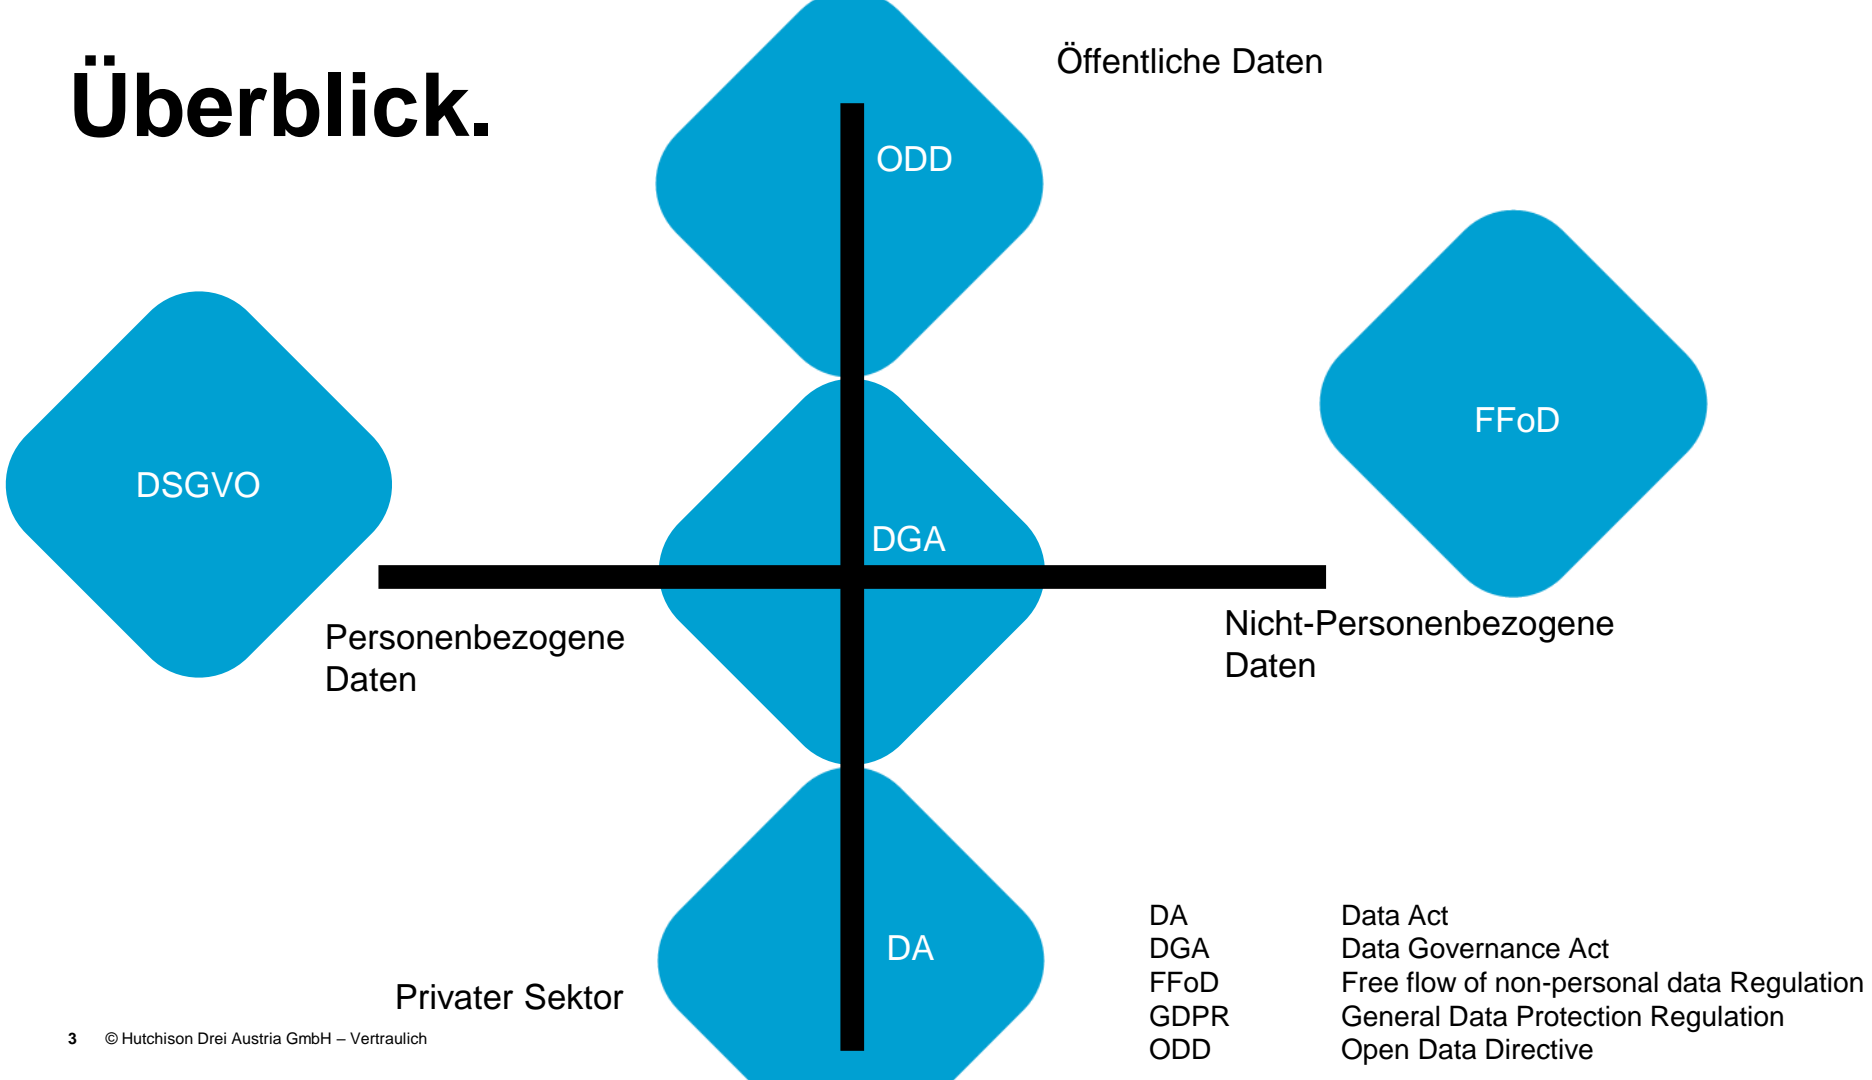 Überblick.
Öffentliche Daten
ODD
FFoD
DSGVO
DGA
Personenbezogene
Daten
Nicht-Personenbezogene
Daten
DA
Privater Sektor
DA Data Act
DGA Data Governance Act
FFoD Free flow of non-personal data Regulation
GDPR General Data Protection Regulation
ODD Open Data Directive
3 © Hutchison Drei Austria GmbH – Vertraulich